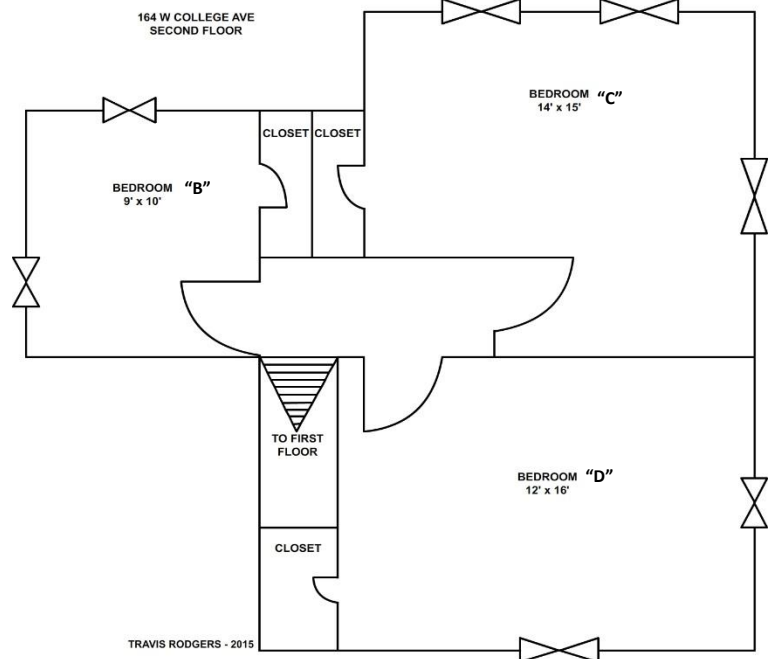 164 W COLLEGE AVE
SECOND FLOOR
BEDROOM "C"
14' x 15'
CLOSET
CLOSET
BEDROOM "B"
9' x 10'
TO FIRST
FLOOR
BEDROOM "D"
12' x 16'
CLOSET
TRAVIS RODGERS - 2015